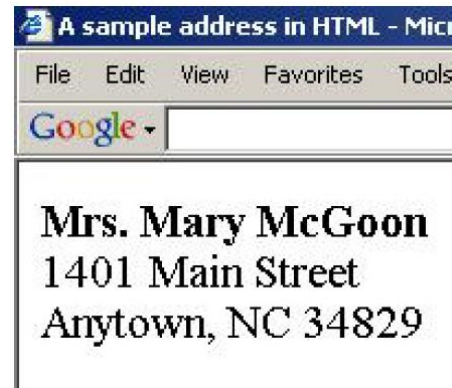 A sample address in HTML - Micr
File Edit View Favorites Tools
Google
Mrs. Mary McGoon
1401 Main Street
Anytown, NC 34829